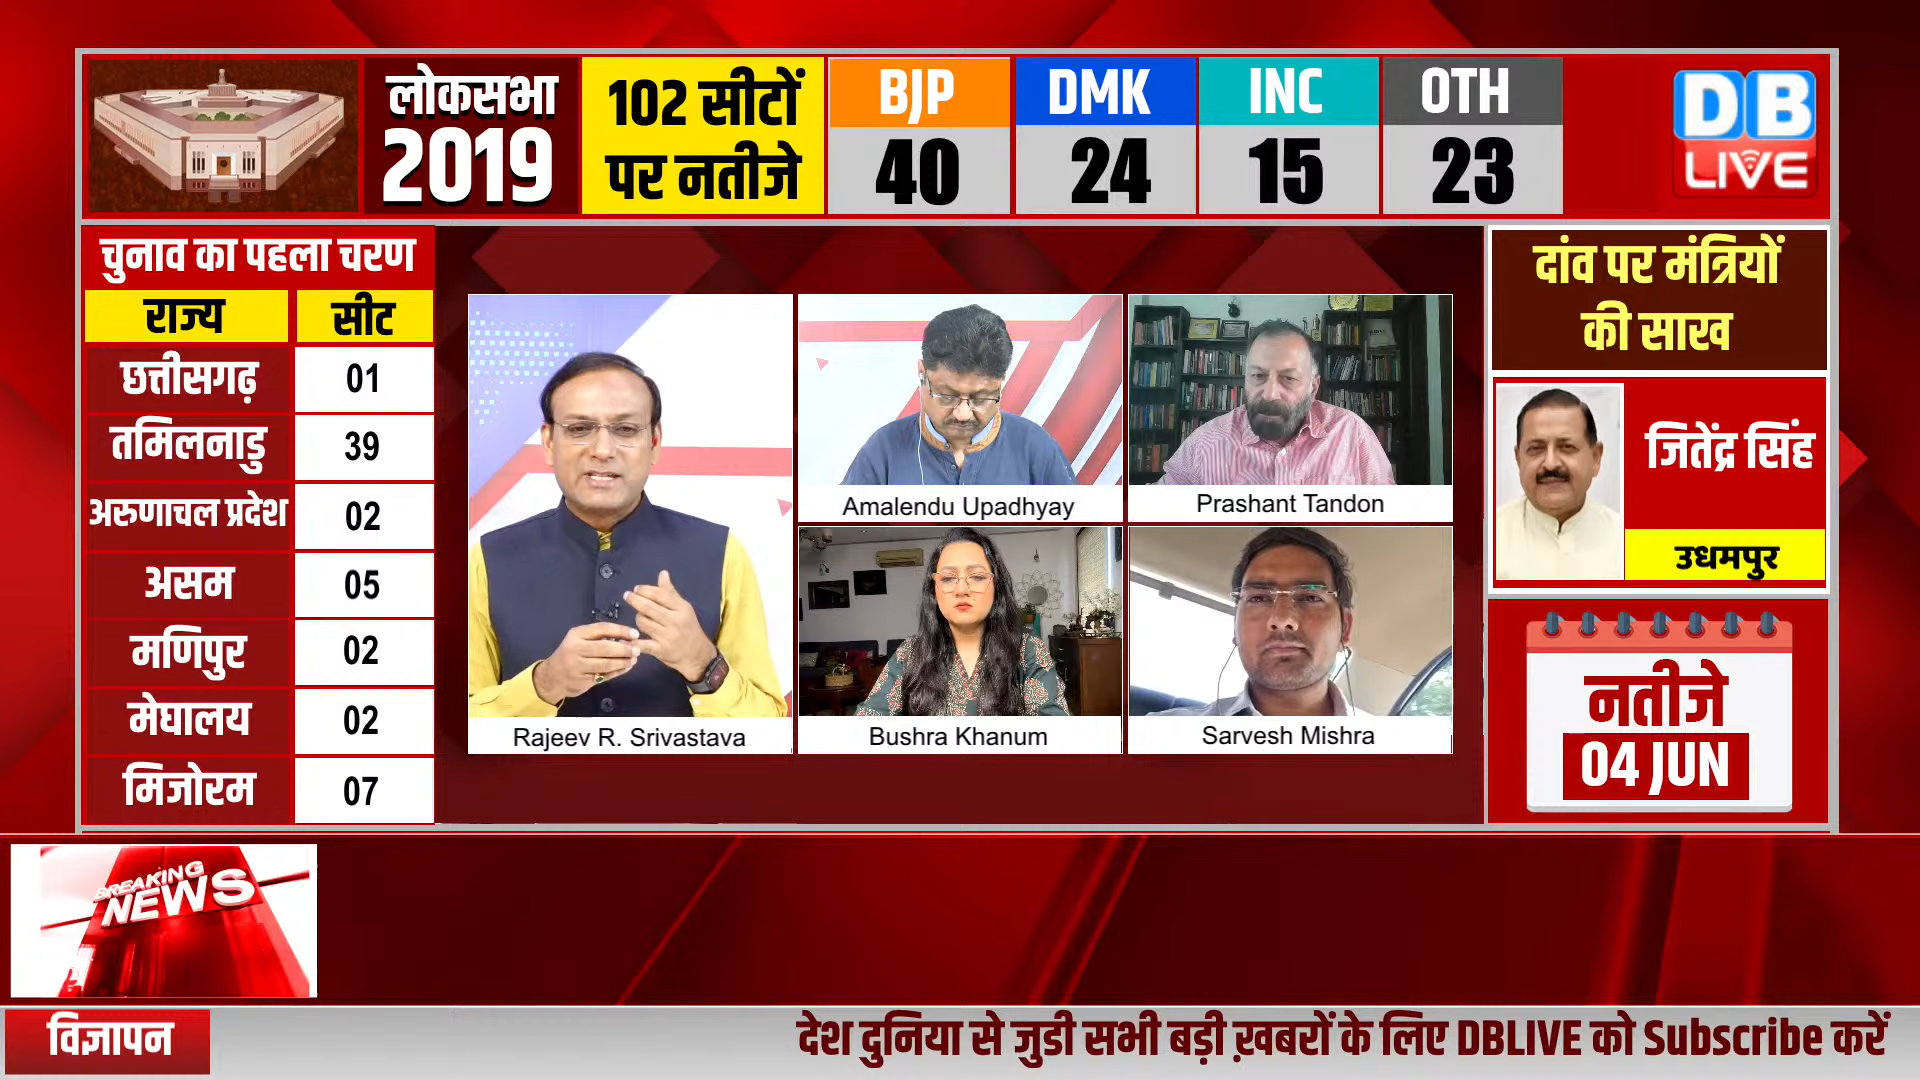 लोकसभा
2019
102 सीटों
पर नतीजे
BJP
40
DMK
24
INC
15
OTH
23
DB
LIVE
चुनाव का पहला चरण
राज्य सीट
छत्तीसगढ़ 01
तमिलनाडु 39
अरुणाचल प्रदेश 02
असम 05
मणिपुर 02
मेघालय 02
मिजोरम 07
Rajeev R. Srivastava
Amalendu Upadhyay
Prashant Tandon
Bushra Khanum
Sarvesh Mishra
दांव पर मंत्रियों
की साख
जितेंद्र सिंह
उधमपुर
नतीजे
04 JUN
BREAKING
NEWS
विज्ञापन
देश दुनिया से जुडी सभी बड़ी ख़बरों के लिए DBLIVE को Subscribe करें